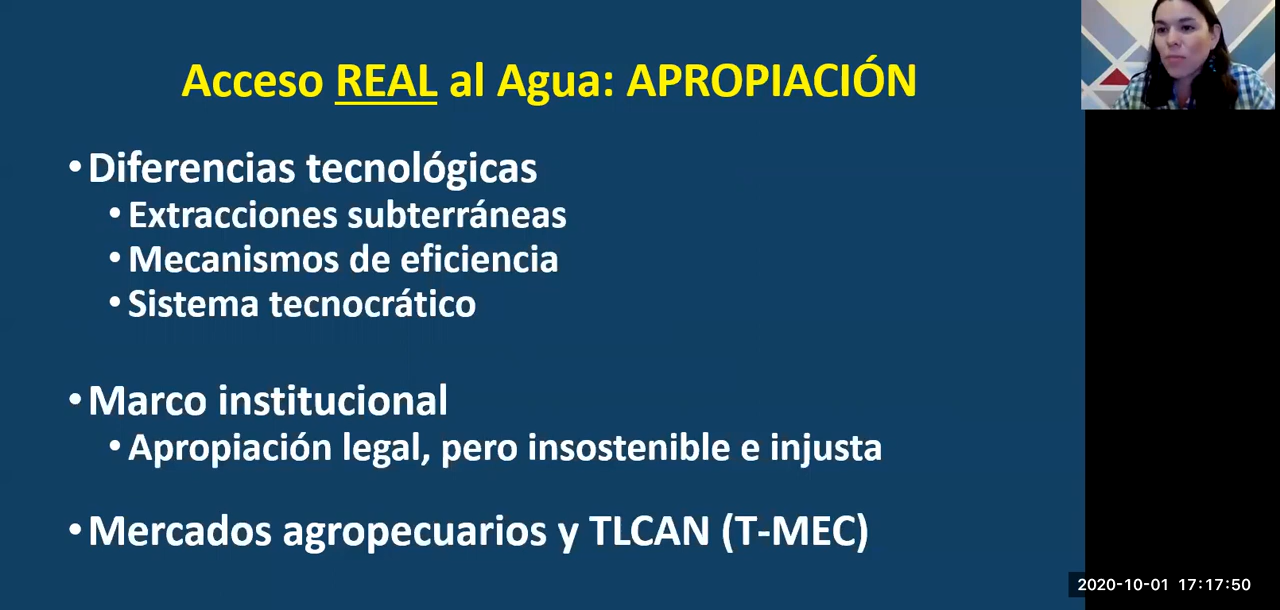 Acceso REAL al Agua: APROPIACIÓN
•Diferencias tecnológicas
•Extracciones subterráneas
•Mecanismos de eficiencia
•Sistema tecnocrático
•Marco institucional
•Apropiación legal, pero insostenible e injusta
•Mercados agropecuarios y TLCAN (T-MEC)
2020-10-01 17:17:50